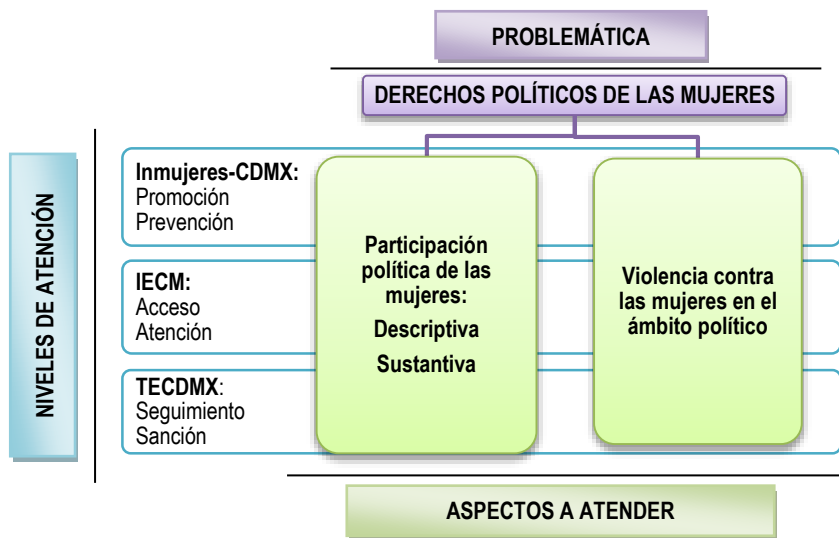 PROBLEMÁTICA
DERECHOS POLÍTICOS DE LAS MUJERES
NIVELES DE ATENCIÓN
Inmujeres-CDMX:
Promoción
Prevención
IECM:
Acceso
Atención
TECDMX:
Seguimiento
Sanción
Participación
política de las
mujeres:
Descriptiva
Sustantiva
Violencia contra
las mujeres en el
ámbito político
ASPECTOS A ATENDER